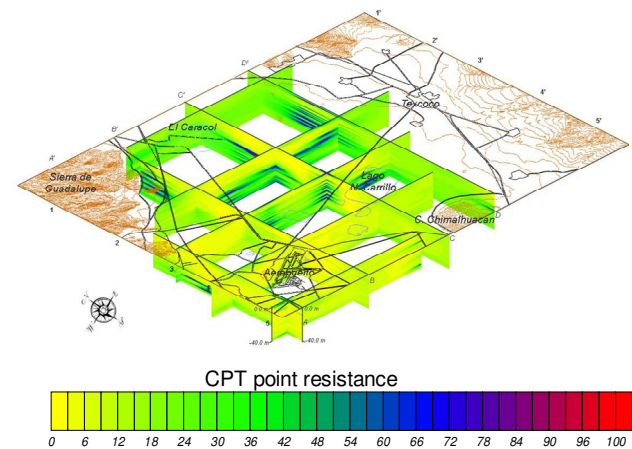 1'
2'
D'
3'
C'
Texcoco
4'
El Caracol
B'
5'
A'
Sierra de
Guadalupe
Lago
N. Carrillo
1
D
C. Chimalhuacan
2
C
3
Aeropuerto
B
4
0.0 m
0.0 m
5
A
-40.0 m
-40.0 m
CPT point resistance
0 6 12 18 24 30 36 42 48 54 60 66 72 78 84 90 96 100